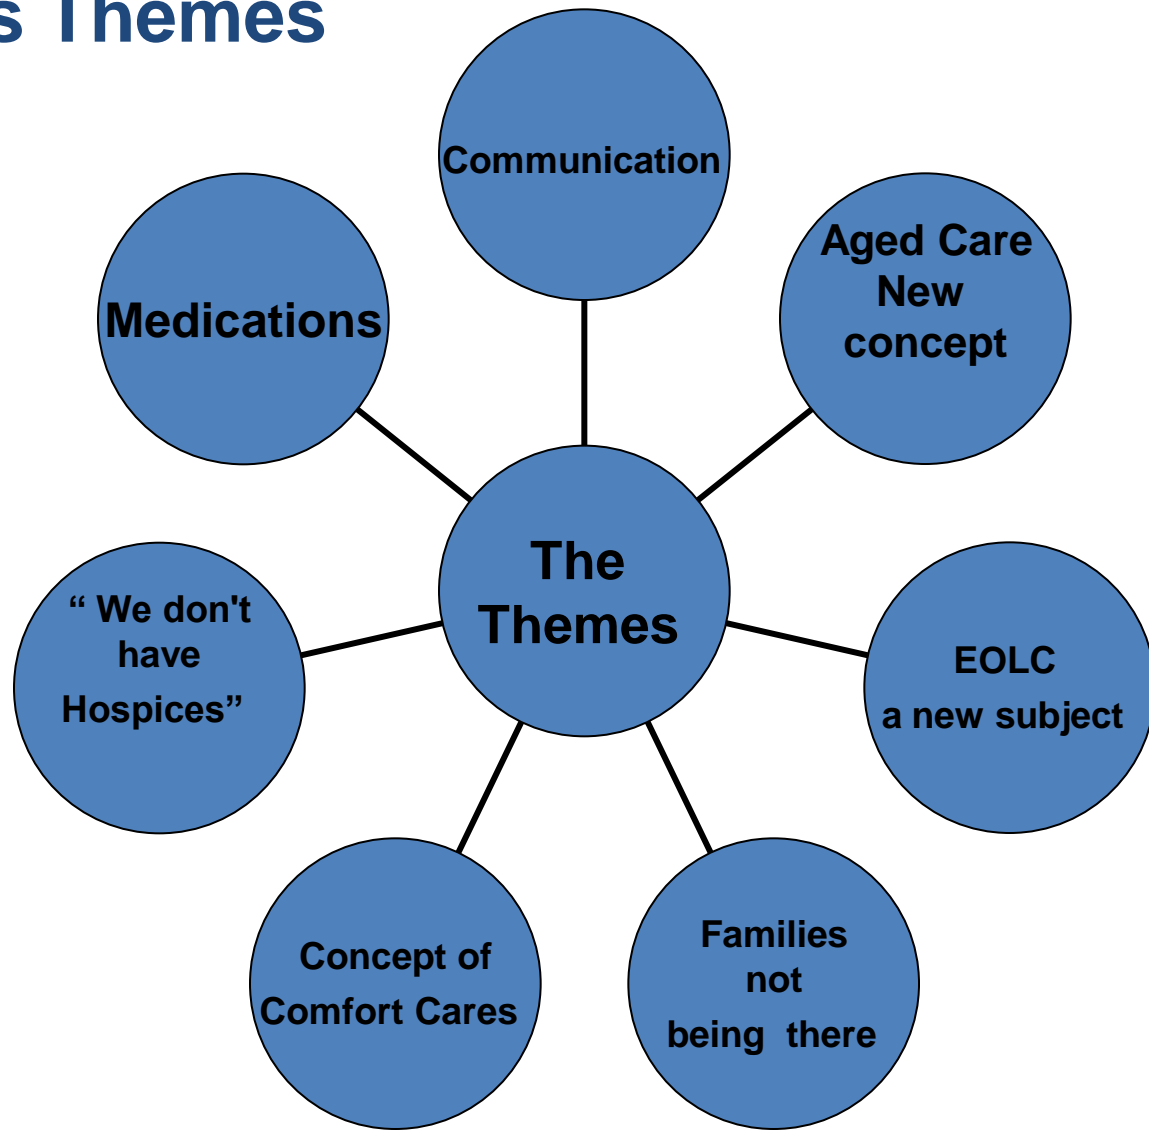 s Themes
Communication
Aged Care
New
concept
Medications
The
Themes
“ We don't
have
Hospices”
EOLC
a new subject
Concept of
Comfort Cares
Families
not
being there